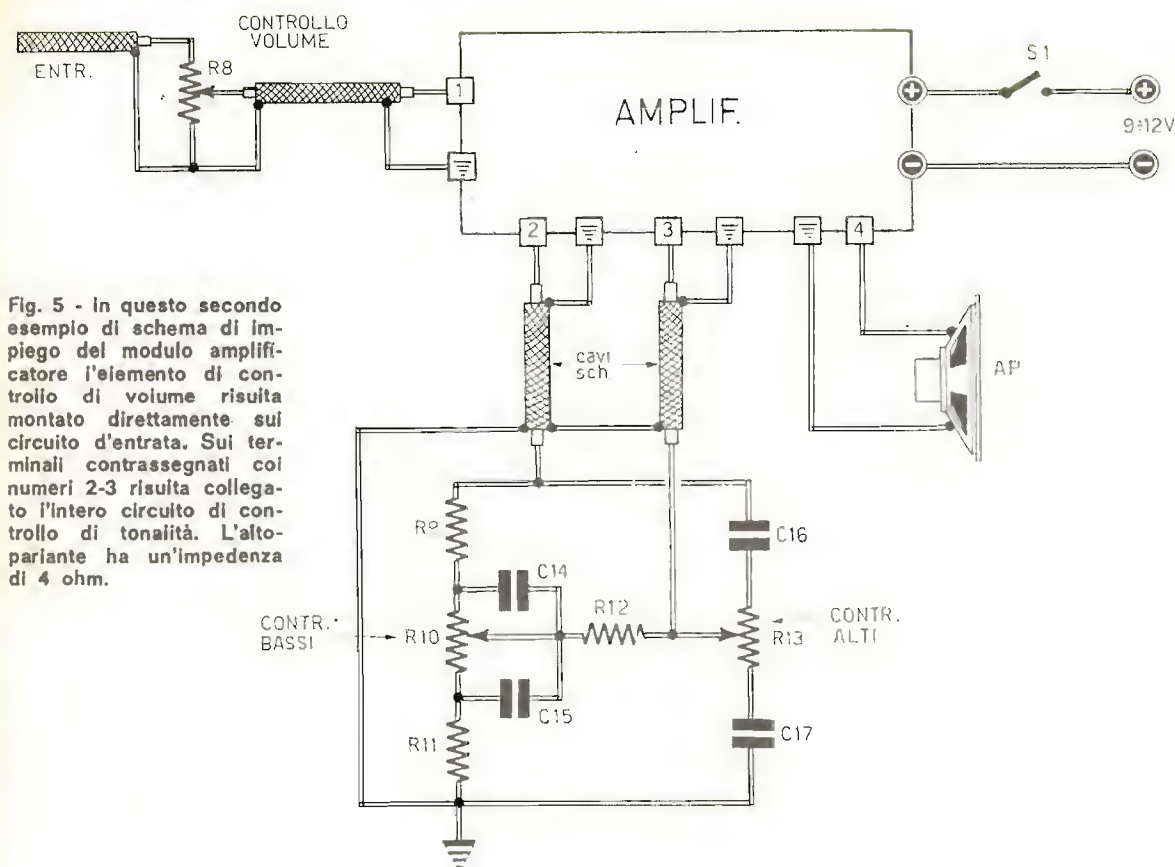 CONTROLLO
VOLUME
ENTR.
R8
1
AMPLIF.
S1
9÷12V
2
3
4
Fig. 5 - In questo secondo
esempio di schema di im-
piego del modulo amplifi-
catore l'elemento di con-
trollo di volume risulta
montato direttamente sul
circuito d'entrata. Sui ter-
minali contrassegnati coi
numeri 2-3 risulta collega-
to l'intero circuito di con-
trollo di tonalità. L'alto-
parlante ha un'impedenza
di 4 ohm.
cavi
sch.
AP
R9
C16
C14
R12
CONTR.
BASSI
R10
CONTR.
ALTI
R13
C15
C17
R11